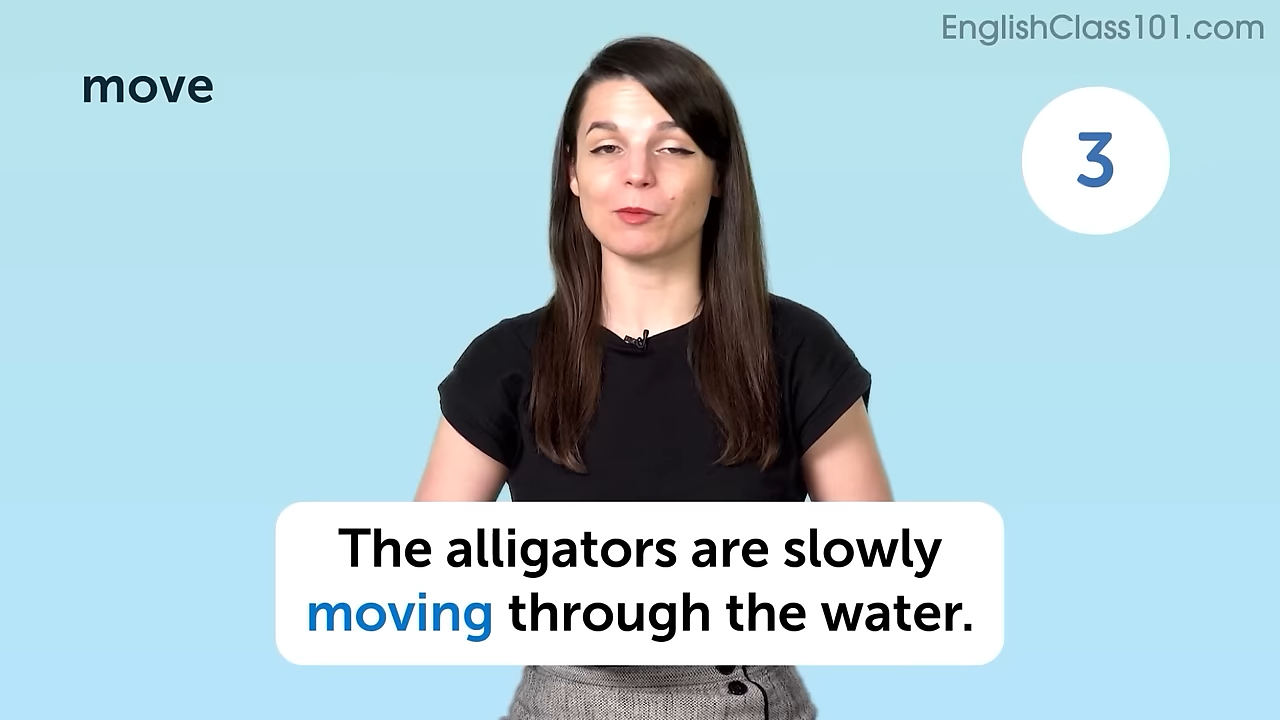 EnglishClass101.com
move
3
The alligators are slowly
moving through the water.